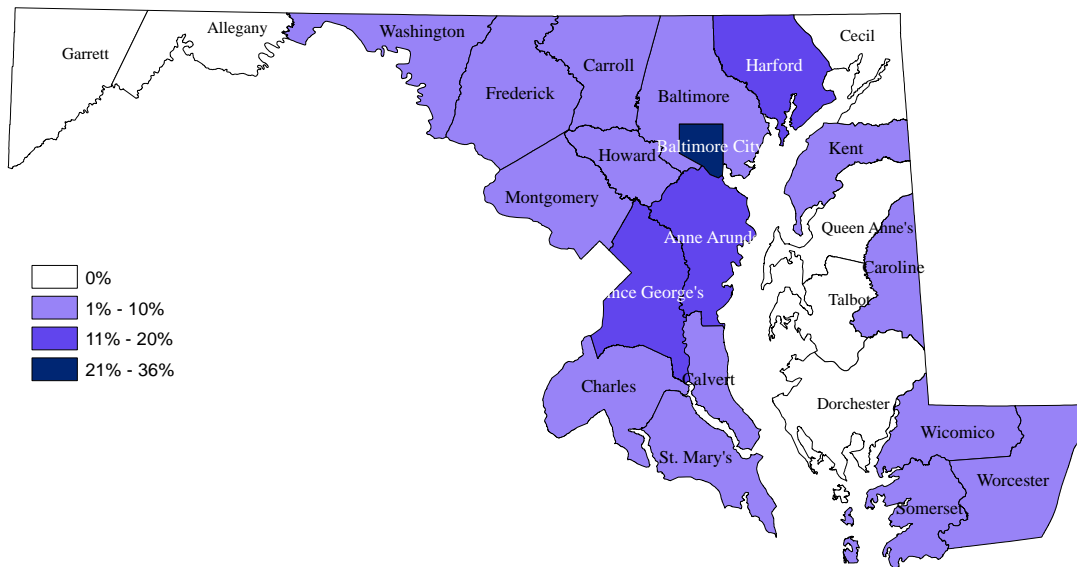 Garrett
Allegany
Washington
Frederick
Carroll
Baltimore
Harford
Cecil
Baltimore City
Howard
Kent
Montgomery
Anne Arund
Queen Anne's
Caroline
nce George's
Talbot
Charles
Calvert
Dorchester
St. Mary's
Wicomico
Worcester
Somerset
0%
1% - 10%
11% - 20%
21% - 36%